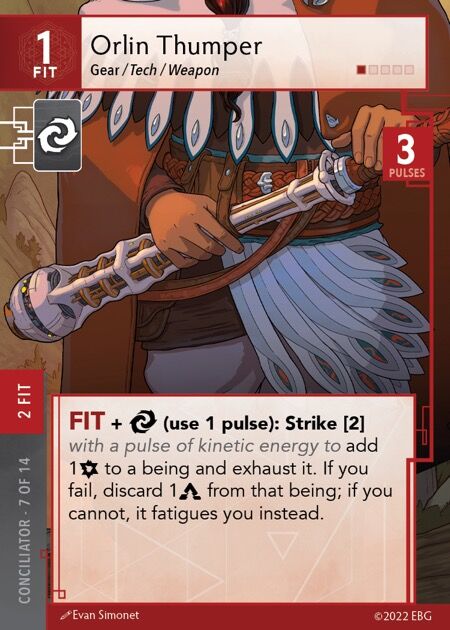 1
FIT
Orlin Thumper
Gear / Tech / Weapon
3
PULSES
2 FIT
CONCILIATOR - 7 OF 14
FIT + (use 1 pulse): Strike [2]
with a pulse of kinetic energy to add
1 to a being and exhaust it. If you
fail, discard 1 from that being; if you
cannot, it fatigues you instead.
Evan Simonet
©2022 EBG